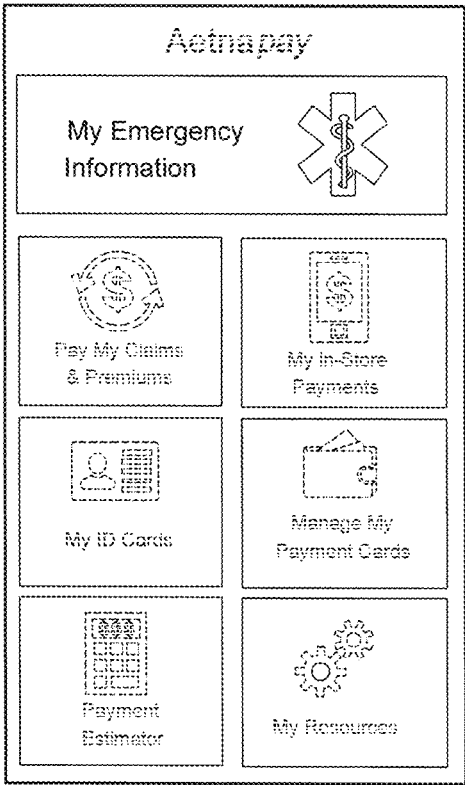 Aetnapay
My Emergency
Information
Pay My Claims
& Premiums
My In-Store
Payments
My ID Cards
Manage My
Payment Cards
$$$
Payment
Estimator
My Resources